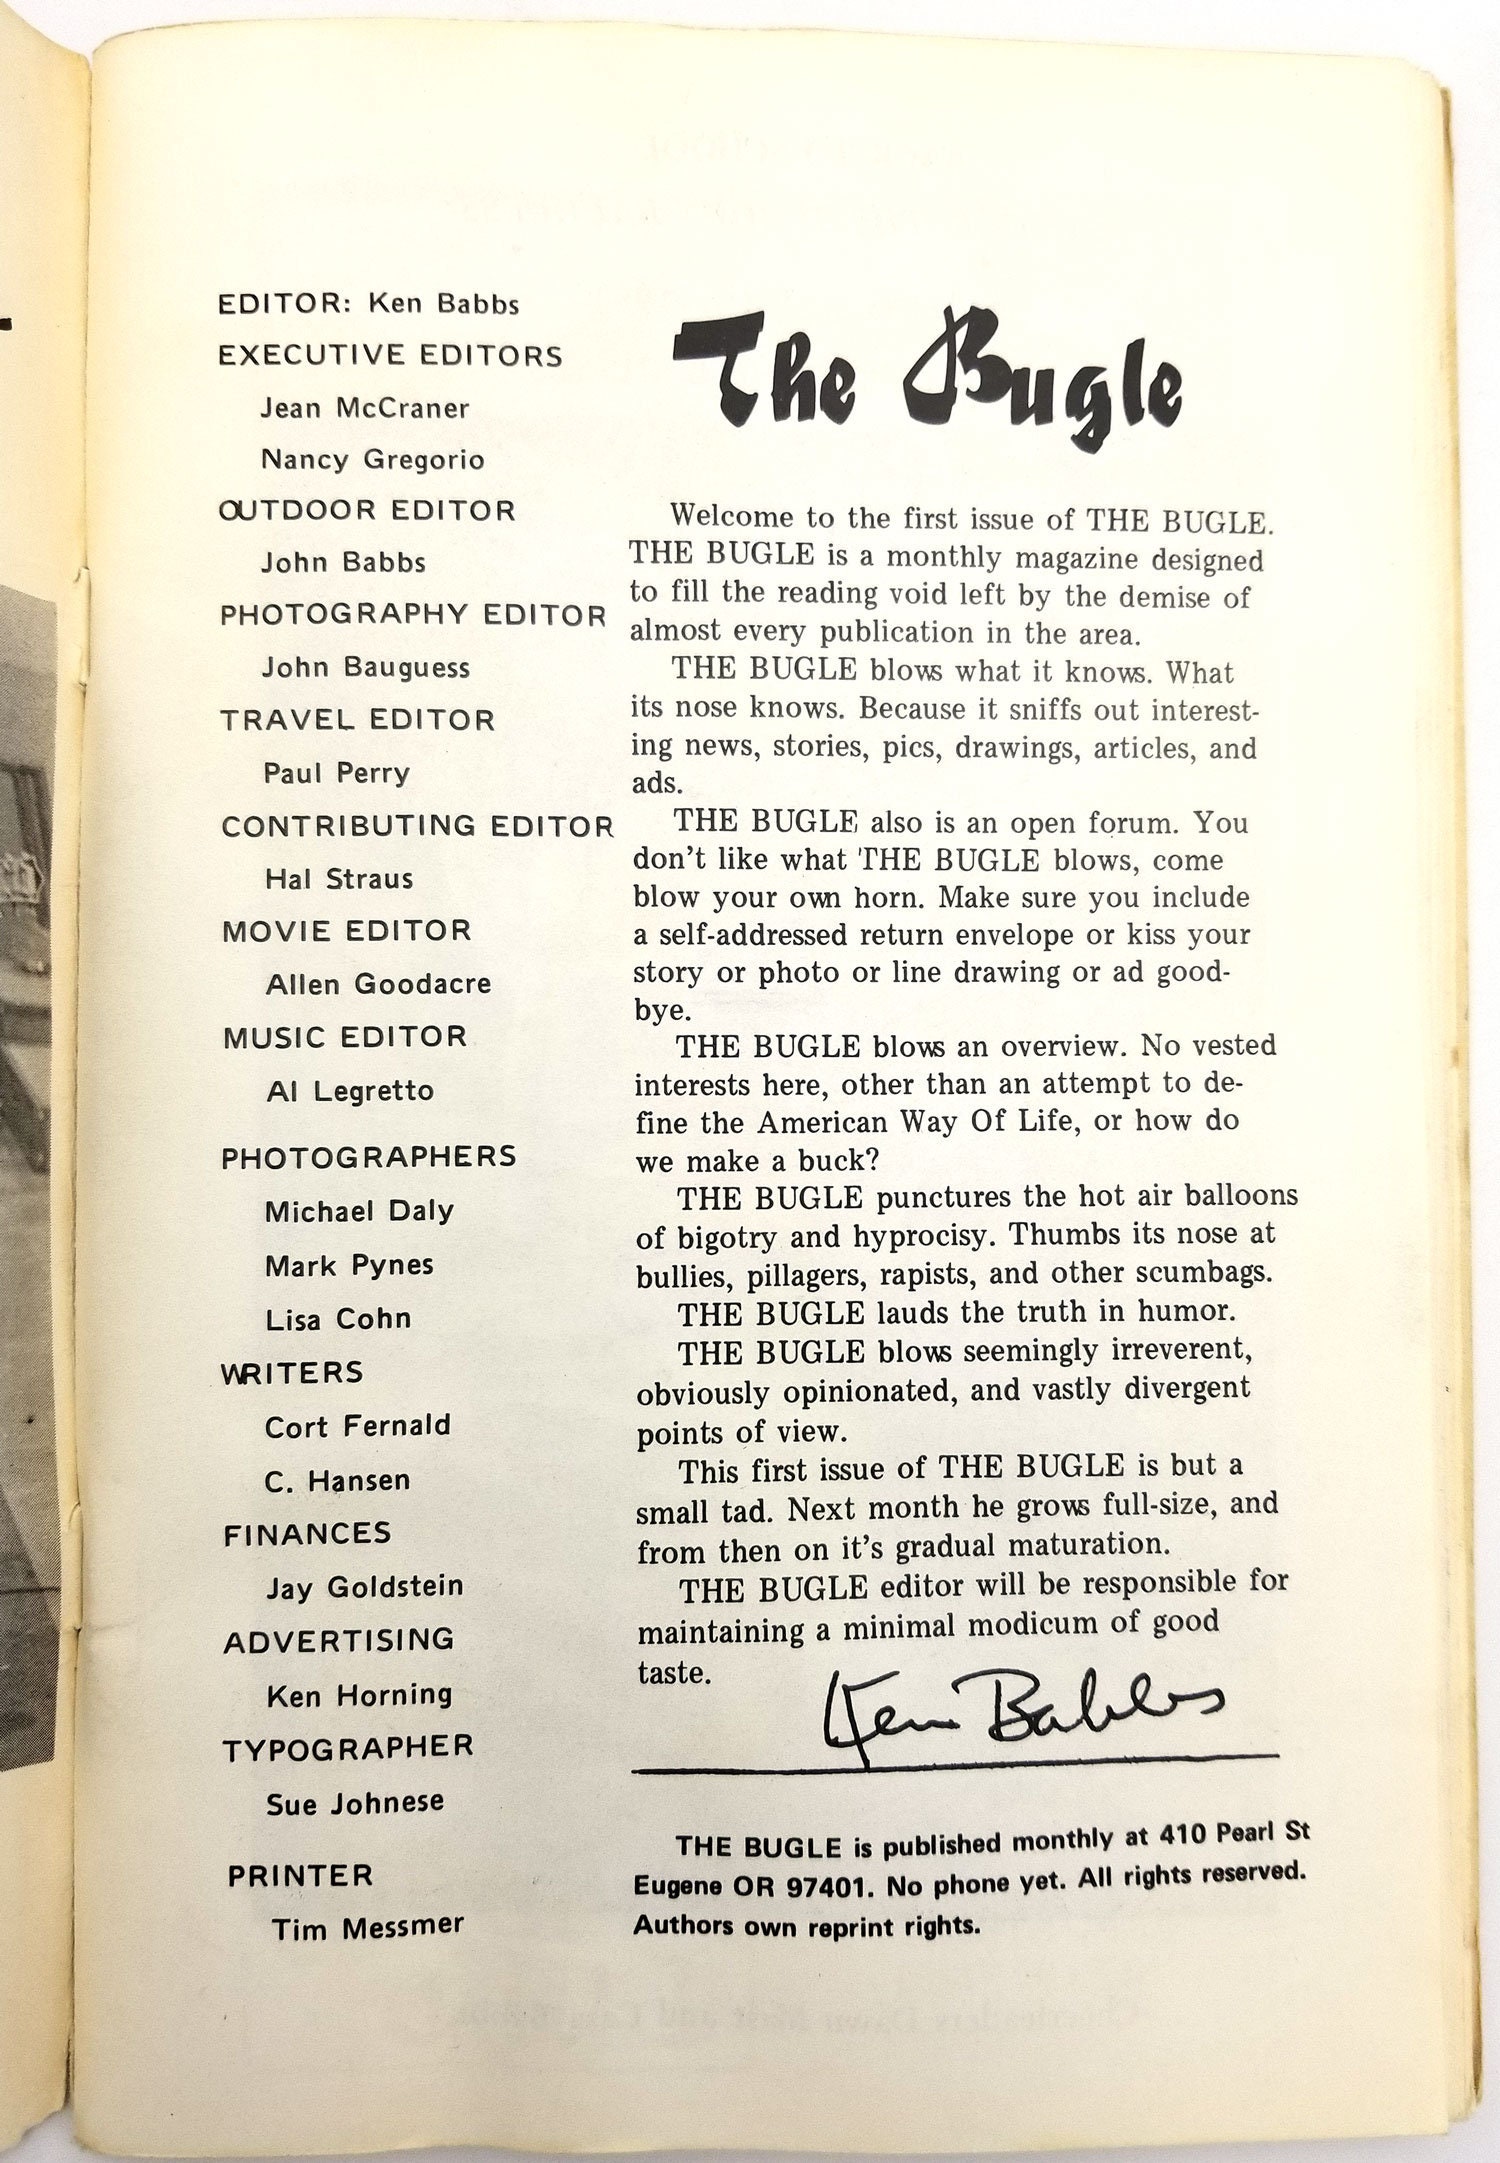 EDITOR: Ken Babbs
EXECUTIVE EDITORS
Jean McCraner
Nancy Gregorio
OUTDOOR EDITOR
John Babbs
PHOTOGRAPHY EDITOR
John Bauguess
TRAVEL EDITOR
Paul Perry
CONTRIBUTING EDITOR
Hal Straus
MOVIE EDITOR
Allen Goodacre
MUSIC EDITOR
Al Legretto
PHOTOGRAPHERS
Michael Daly
Mark Pynes
Lisa Cohn
WRITERS
Cort Fernald
C. Hansen
FINANCES
Jay Goldstein
ADVERTISING
Ken Horning
TYPOGRAPHER
Sue Johnese
PRINTER
Tim Messmer
The Bugle
Welcome to the first issue of THE BUGLE.
THE BUGLE is a monthly magazine designed
to fill the reading void left by the demise of
almost every publication in the area.
THE BUGLE blows what it knows. What
its nose knows. Because it sniffs out interest-
ing news, stories, pics, drawings, articles, and
ads.
THE BUGLE also is an open forum. You
don't like what 'THE BUGLE blows, come
blow your own horn. Make sure you include
a self-addressed return envelope or kiss your
story or photo or line drawing or ad good-
bye.
THE BUGLE blows an overview. No vested
interests here, other than an attempt to de-
fine the American Way Of Life, or how do
we make a buck?
THE BUGLE punctures the hot air balloons
of bigotry and hyprocisy. Thumbs its nose at
bullies, pillagers, rapists, and other scumbags.
THE BUGLE lauds the truth in humor.
THE BUGLE blows seemingly irreverent,
obviously opinionated, and vastly divergent
points of view.
This first issue of THE BUGLE is but a
small tad. Next month he grows full-size, and
from then on it's gradual maturation.
THE BUGLE editor will be responsible for
maintaining a minimal modicum of good
taste.
Ken Babbs
THE BUGLE is published monthly at 410 Pearl St
Eugene OR 97401. No phone yet. All rights reserved.
Authors own reprint rights.